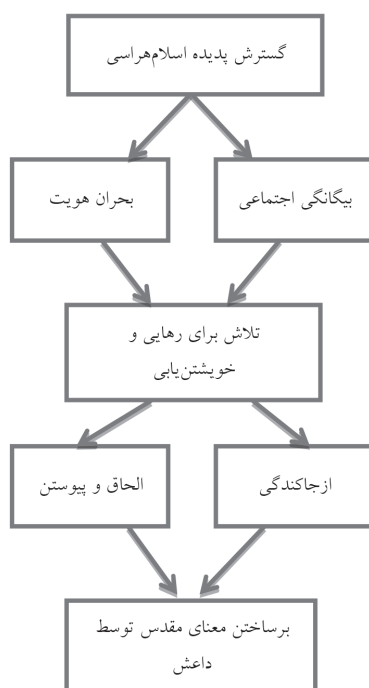 گسترش پدیده اسلام‌هراسی
بیگانگی اجتماعی
بحران هویت
تلاش برای رهایی و
خویشتن‌یابی
ازجاکندگی
الحاق و پیوستن
برساختن معنای مقدس توسط
داعش